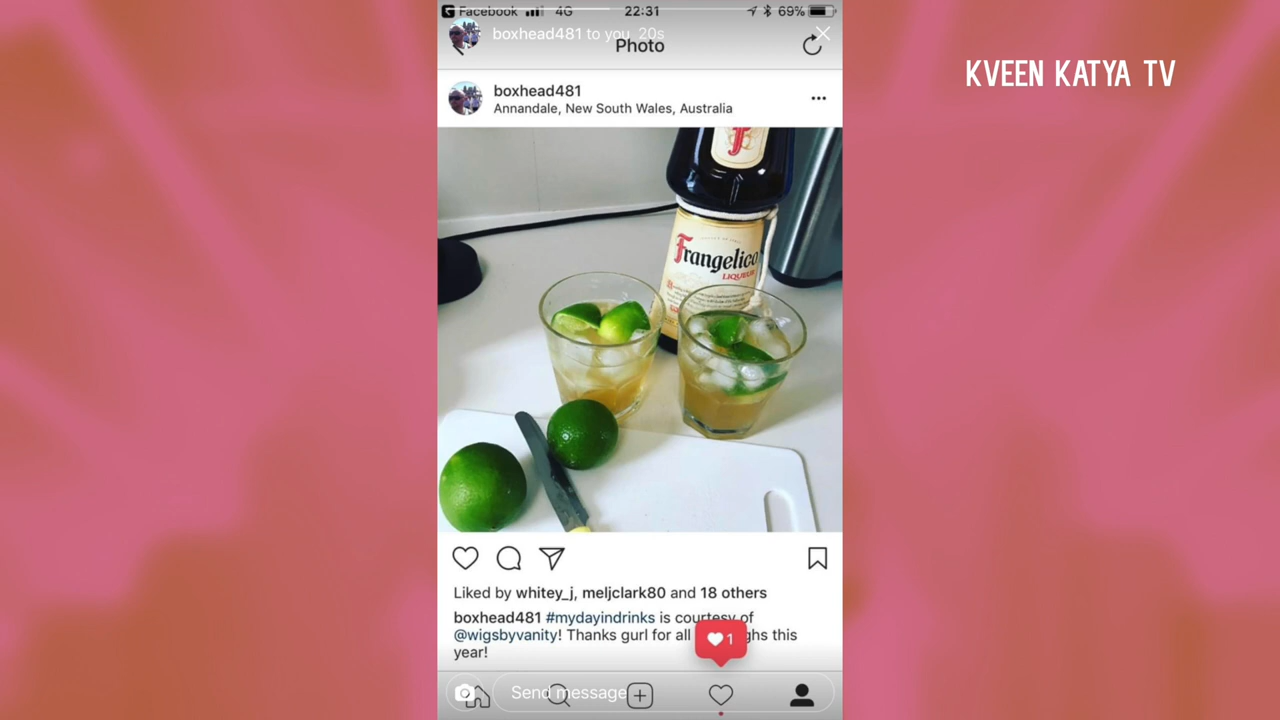 Facebook 4G 22:31 69%
boxhead481 to you 20s
Photo
KVEEN KATYA TV
boxhead481
Annandale, New South Wales, Australia
Frangelico
LIQUEUR
Liked by whitey_j, meljclark80 and 18 others
boxhead481 #mydayindrinks is courtesy of
@wigsbyvanity! Thanks gurl for all ghs this
year!
1
Send message